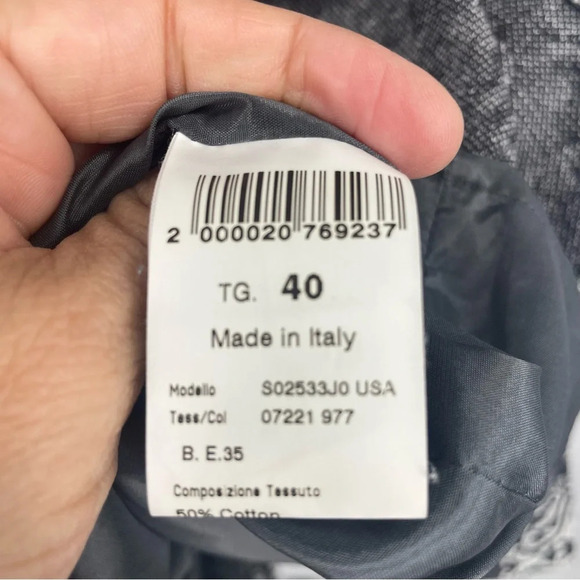 2 000020 769237
TG. 40
Made in Italy
Modello S02533J0 USA
Tess/Col 07221 977
B. E.35
Composizione Tessuto
50% Cotton